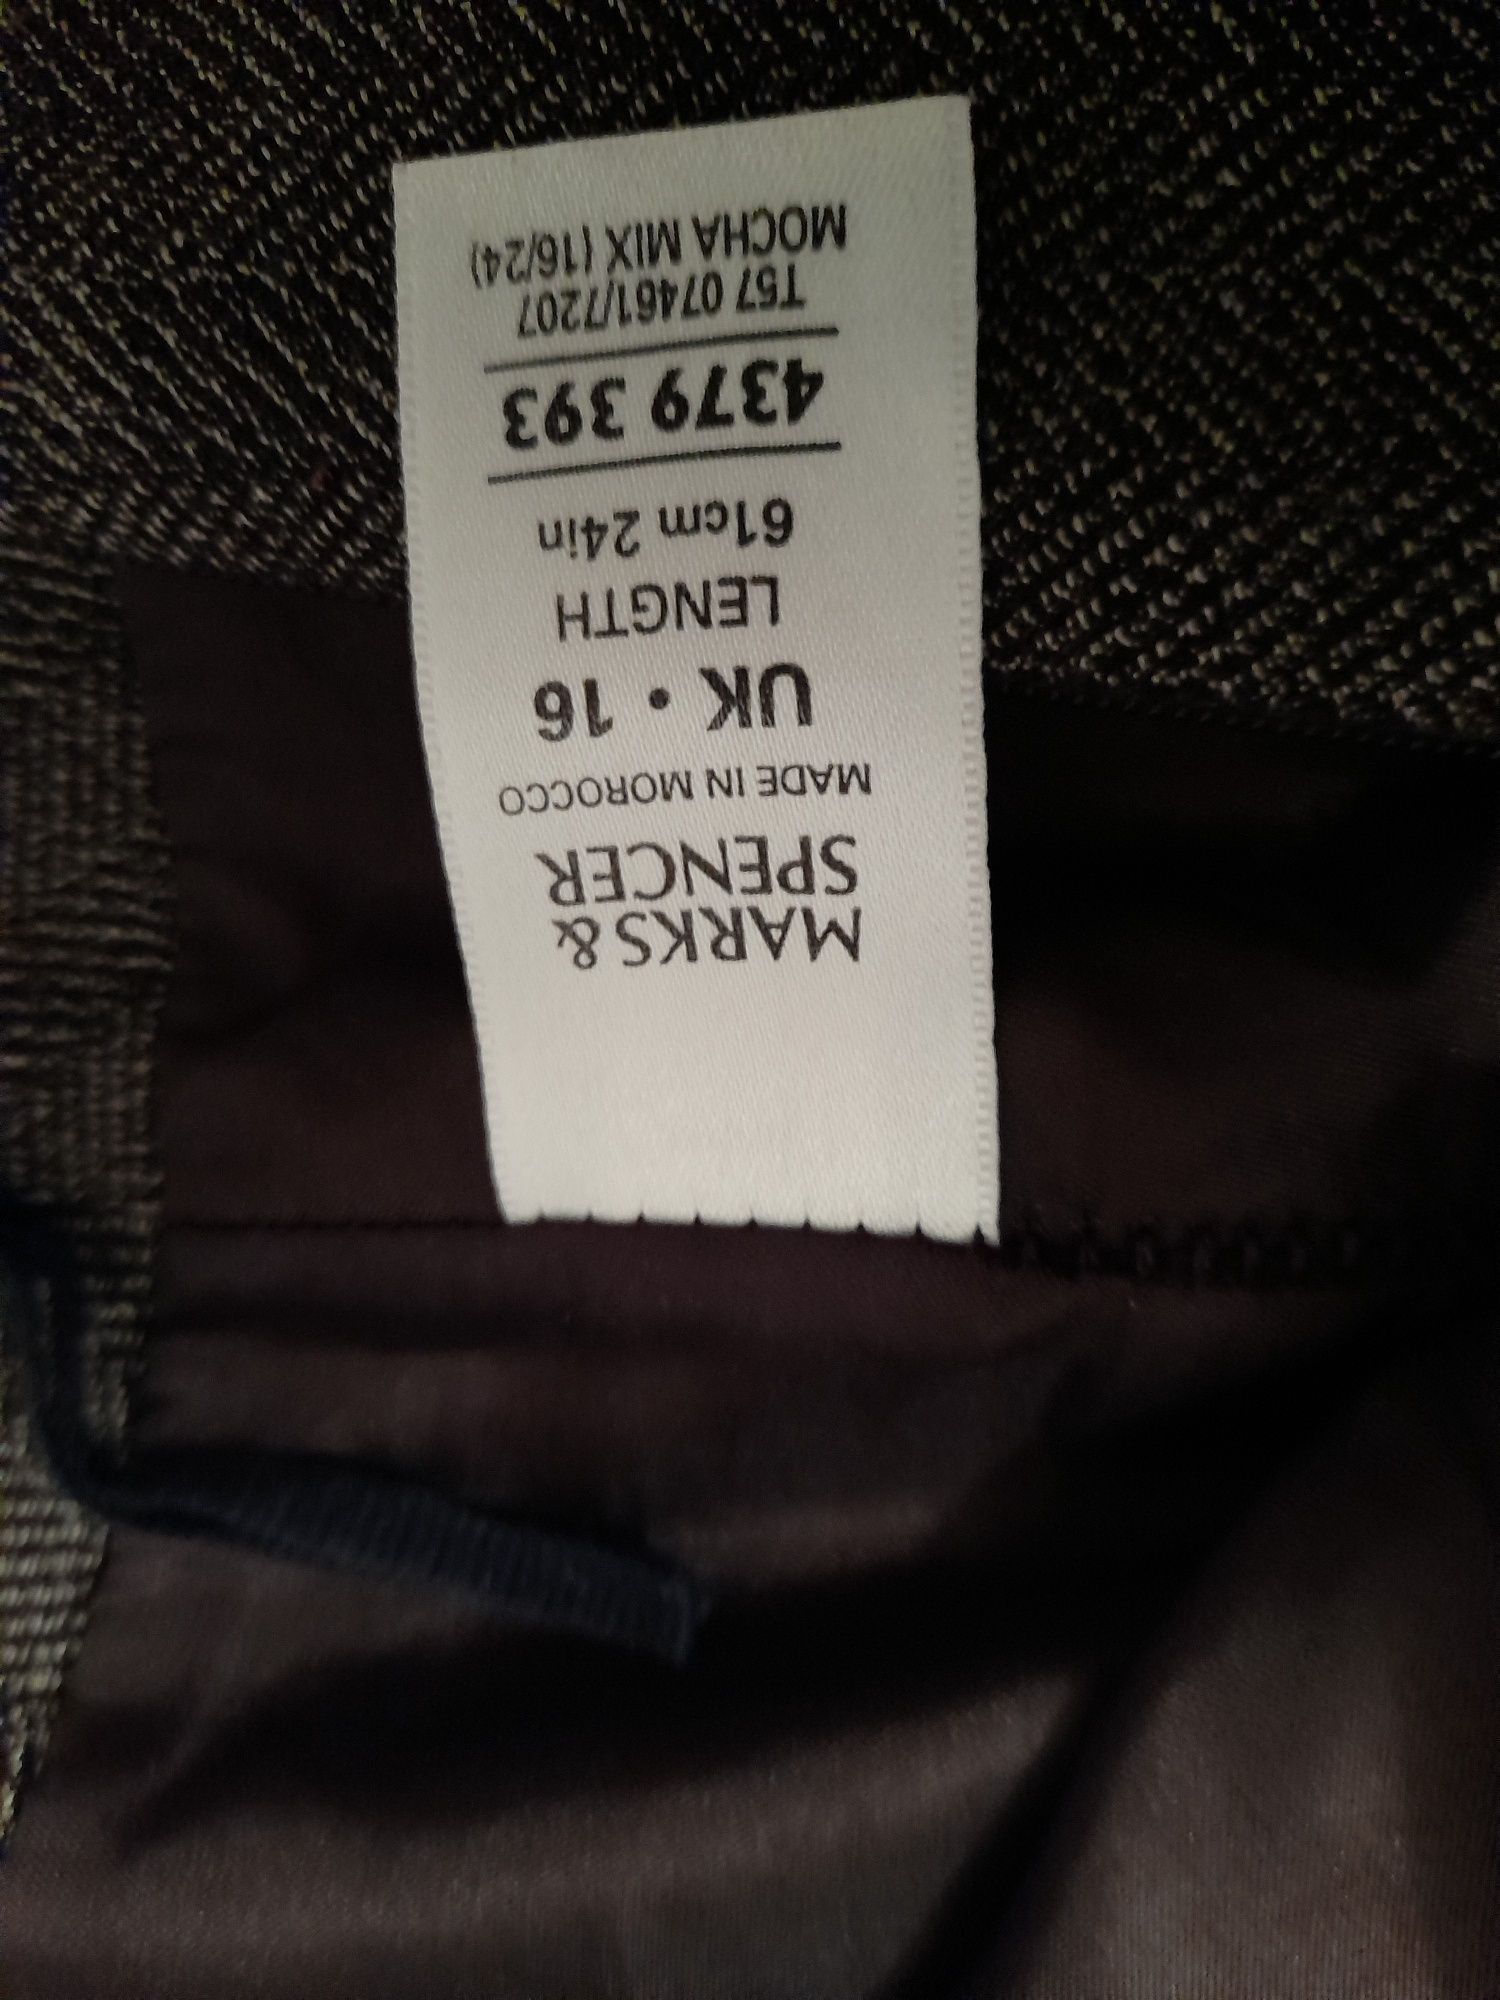 MARKS &
SPENCER
MADE IN MOROCCO
UK • 16
LENGTH
61cm 24in
4379 393
T57 07461/7207
MOCHA MIX (16/24)